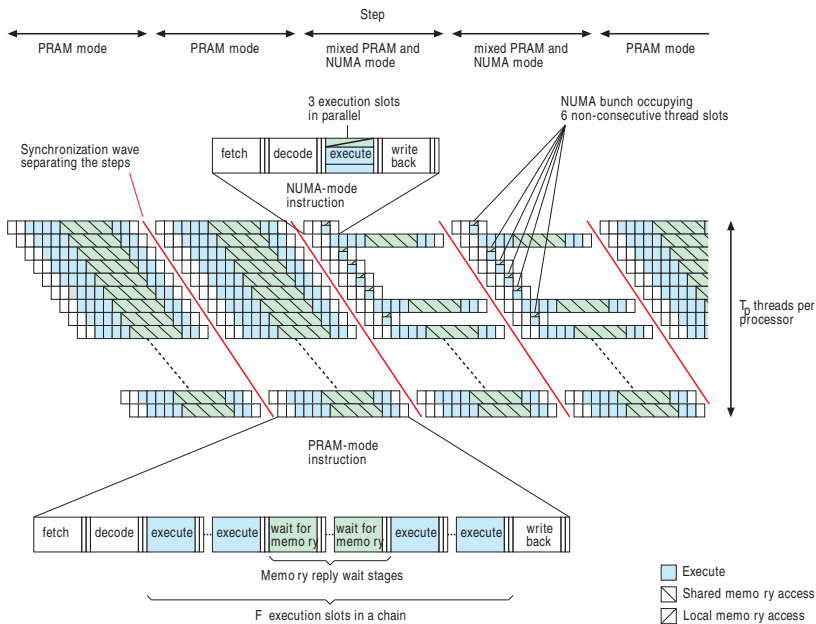 Step
PRAM mode
PRAM mode
mixed PRAM and
NUMA mode
mixed PRAM and
NUMA mode
PRAM mode
3 execution slots
in parallel
NUMA bunch occupying
6 non-consecutive thread slots
Synchronization wave
separating the steps
fetch
decode
execute
write
back
NUMA-mode
instruction
Tp threads per
processor
PRAM-mode
instruction
fetch
decode
execute
...
execute
wait for
memo ry
...
wait for
memo ry
execute
...
execute
write
back
Memo ry reply wait stages
F execution slots in a chain
Execute
Shared memo ry access
Local memo ry access